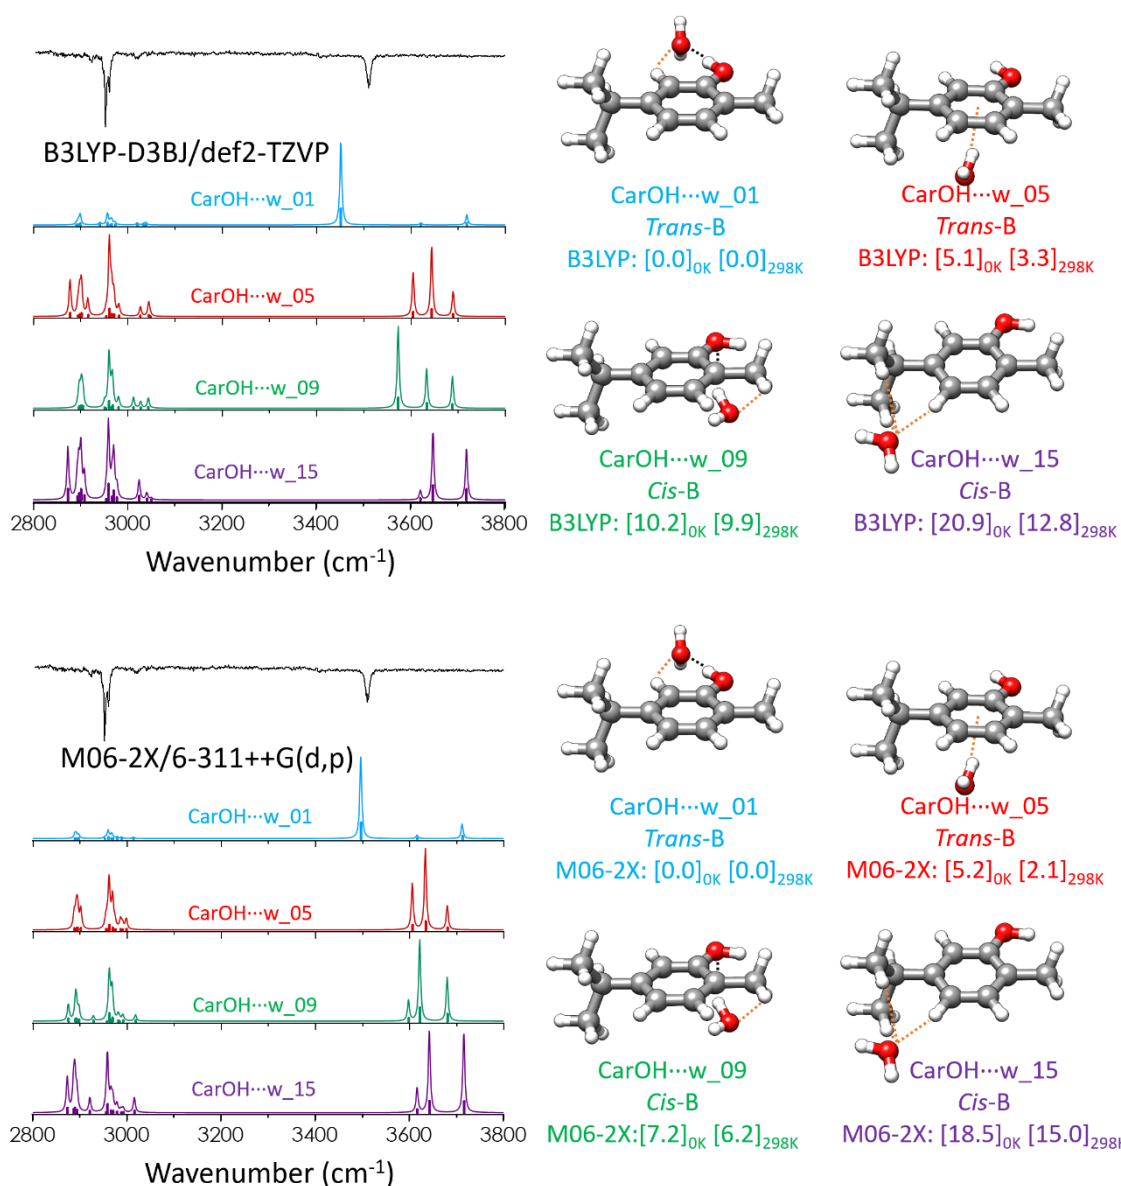 B3LYP-D3BJ/def2-TZVP
CarOH···w_01
CarOH···w_05
CarOH···w_09
CarOH···w_15
2800 3000 3200 3400 3600 3800
Wavenumber (cm-1)
CarOH···w_01
Trans-B
B3LYP: [0.0]0K [0.0]298K
CarOH···w_05
Trans-B
B3LYP: [5.1]0K [3.3]298K
CarOH···w_09
Cis-B
B3LYP: [10.2]0K [9.9]298K
CarOH···w_15
Cis-B
B3LYP: [20.9]0K [12.8]298K
M06-2X/6-311++G(d,p)
CarOH···w_01
CarOH···w_05
CarOH···w_09
CarOH···w_15
2800 3000 3200 3400 3600 3800
Wavenumber (cm-1)
CarOH···w_01
Trans-B
M06-2X: [0.0]0K [0.0]298K
CarOH···w_05
Trans-B
M06-2X: [5.2]0K [2.1]298K
CarOH···w_09
Cis-B
M06-2X:[7.2]0K [6.2]298K
CarOH···w_15
Cis-B
M06-2X: [18.5]0K [15.0]298K